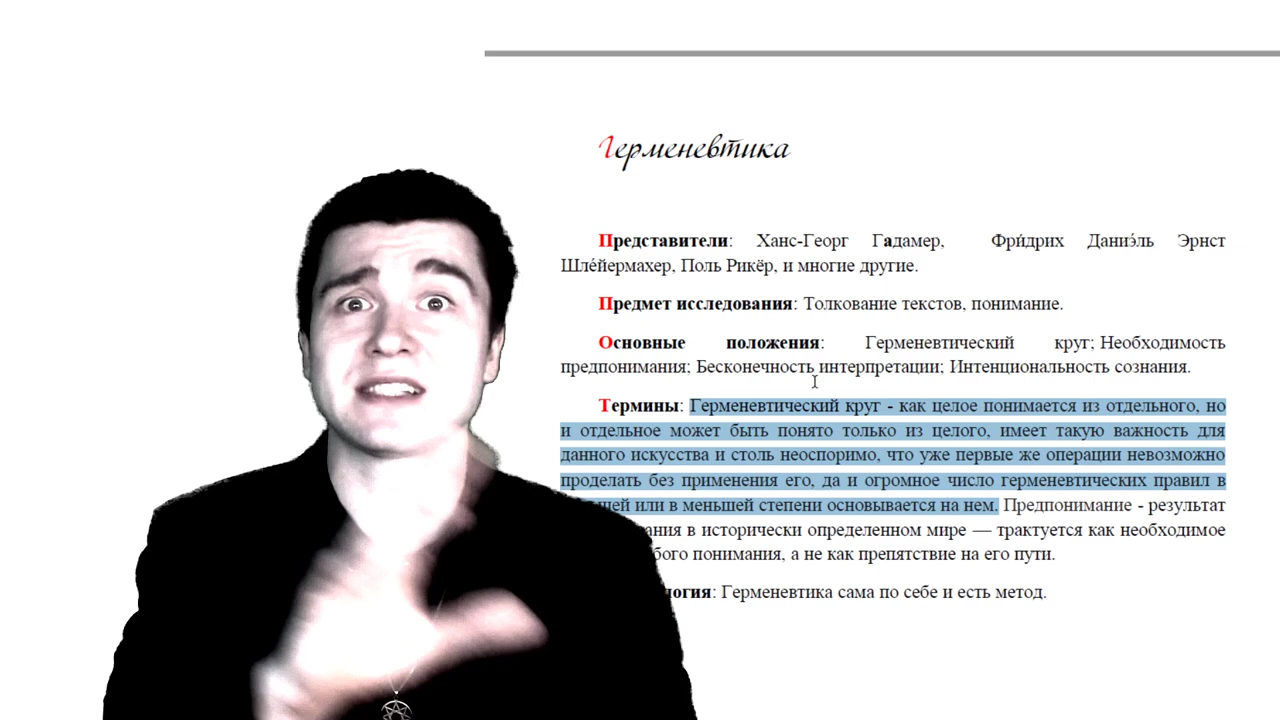 Герменевтика
Представители: Ханс-Георг Гадамер, Фри́дрих Даниэ́ль Эрнст
Шле́йермахер, Поль Рикёр, и многие другие.
Предмет исследования: Толкование текстов, понимание.
Основные положения: Герменевтический круг; Необходимость
предпонимания; Бесконечность интерпретации; Интенциональность сознания.
Термины: Герменевтический круг - как целое понимается из отдельного, но
и отдельное может быть понято только из целого, имеет такую важность для
данного искусства и столь неоспоримо, что уже первые же операции невозможно
проделать без применения его, да и огромное число герменевтических правил в
или в меньшей степени основывается на нем. Предпонимание - результат
в исторически определенном мире — трактуется как необходимое
понимания, а не как препятствие на его пути.
Герменевтика сама по себе и есть метод.